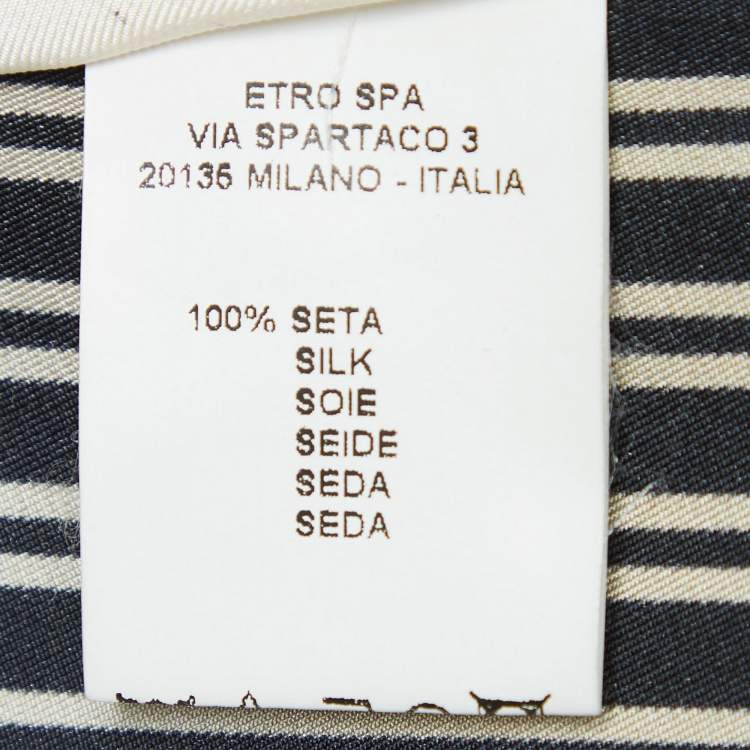 ETRO SPA
VIA SPARTACO 3
20135 MILANO - ITALIA
100% SETA
SILK
SOIE
SEIDE
SEDA
SEDA